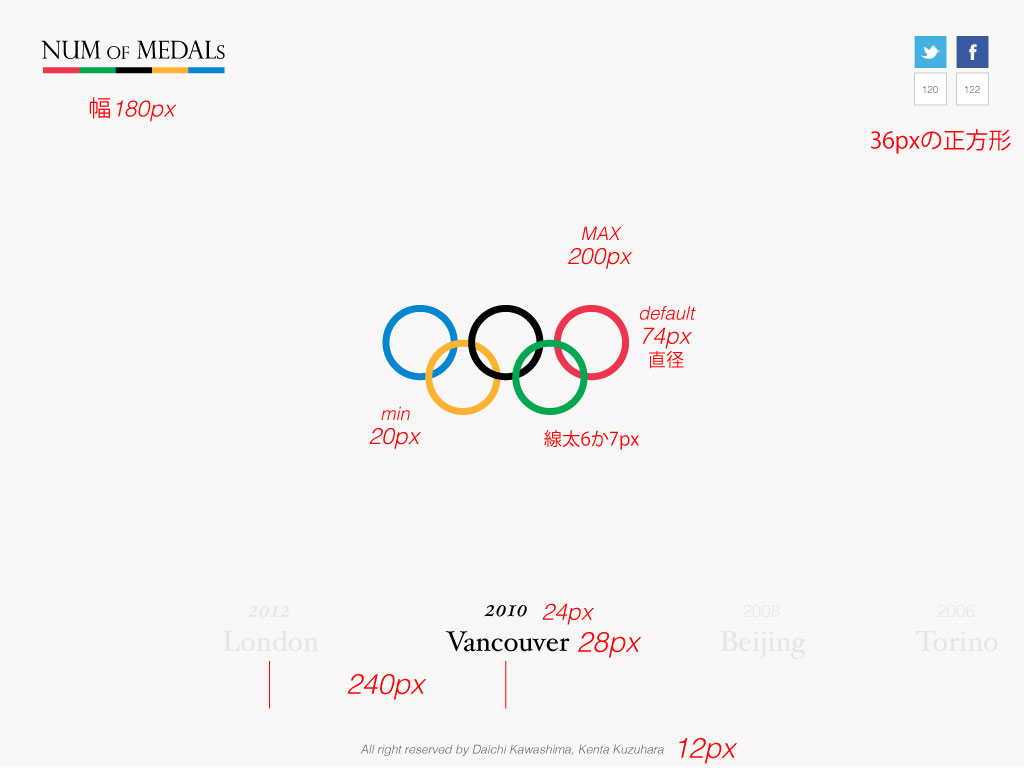 NUM OF MEDALS
幅180px
120 122
36pxの正方形
MAX
200px
default
74px
直径
min
20px
線太6か7px
2012 2010 24px 2008 2006
London Vancouver 28px Beijing Torino
240px
All right reserved by Daichi Kawashima, Kenta Kuzuhara 12px